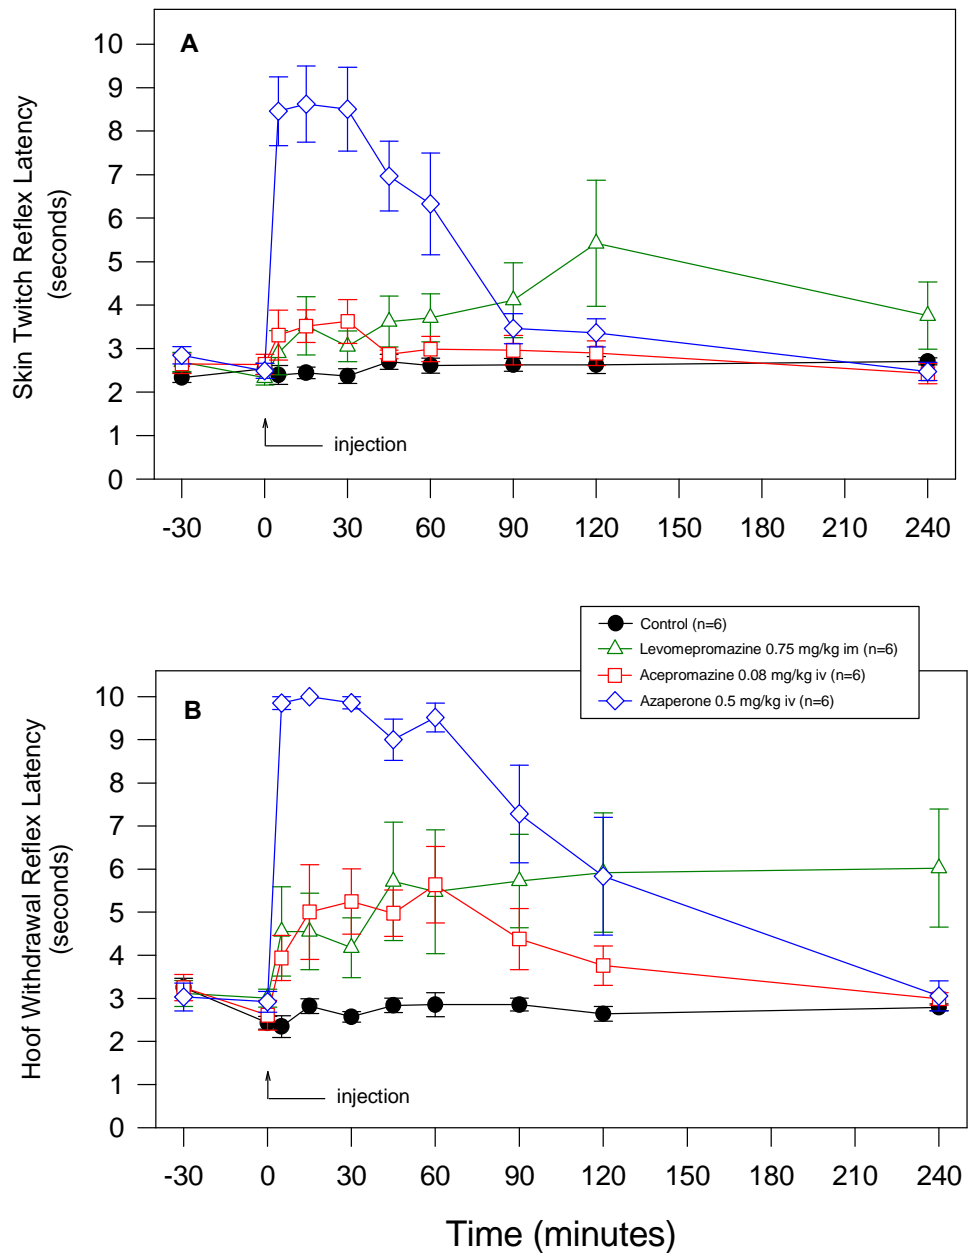 A
10
9
8
7
6
5
4
3
2
1
0
Skin Twitch Reflex Latency
(seconds)
injection
-30 0 30 60 90 120 150 180 210 240
Control (n=6)
Levomepromazine 0.75 mg/kg im (n=6)
Acepromazine 0.08 mg/kg iv (n=6)
Azaperone 0.5 mg/kg iv (n=6)
B
10
9
8
7
6
5
4
3
2
1
0
Hoof Withdrawal Reflex Latency
(seconds)
injection
-30 0 30 60 90 120 150 180 210 240
Time (minutes)